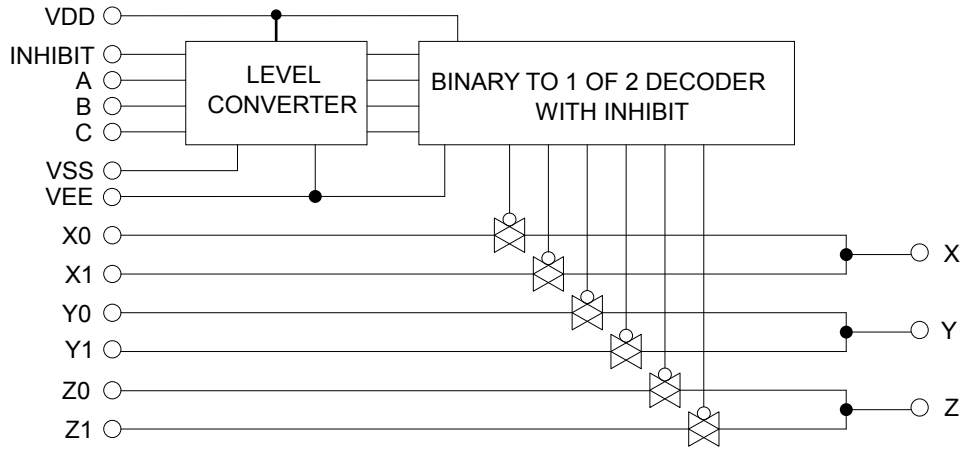 VDD
INHIBIT
A
B
C
VSS
VEE
LEVEL
CONVERTER
BINARY TO 1 OF 2 DECODER
WITH INHIBIT
X0
X1
X
Y0
Y1
Y
Z0
Z1
Z